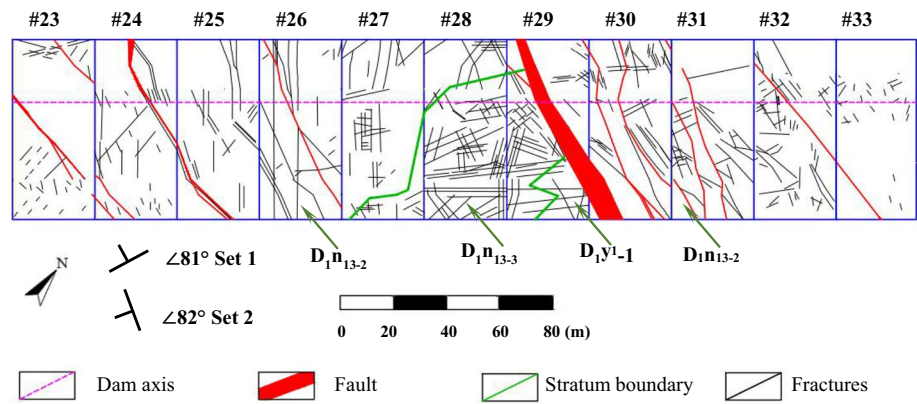 #23 #24 #25 #26 #27 #28 #29 #30 #31 #32 #33
D₁n₁₃₋₂ D₁n₁₃₋₃ D₁y¹-1 D₁n₁₃₋₂
N
∠81° Set 1
∠82° Set 2
0 20 40 60 80 (m)
Dam axis Fault Stratum boundary Fractures